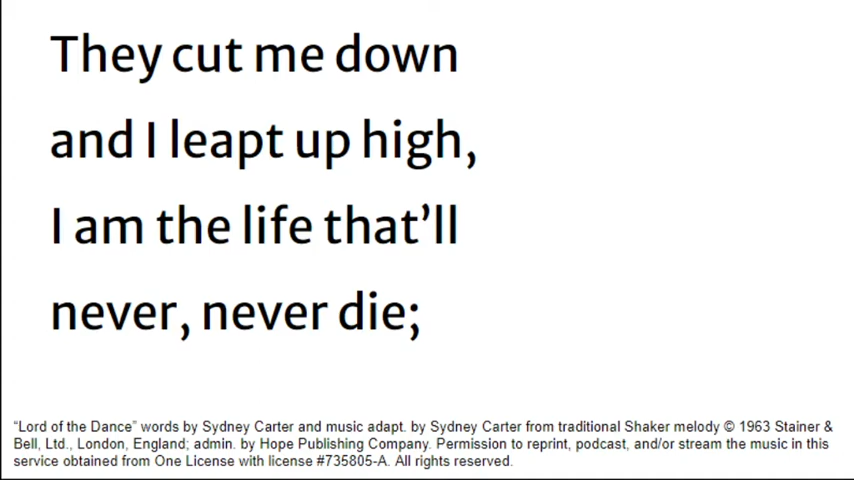 They cut me down
and I leapt up high,
I am the life that’ll
never, never die;
“Lord of the Dance” words by Sydney Carter and music adapt. by Sydney Carter from traditional Shaker melody © 1963 Stainer &
Bell, Ltd., London, England; admin. by Hope Publishing Company. Permission to reprint, podcast, and/or stream the music in this
service obtained from One License with license #735805-A. All rights reserved.